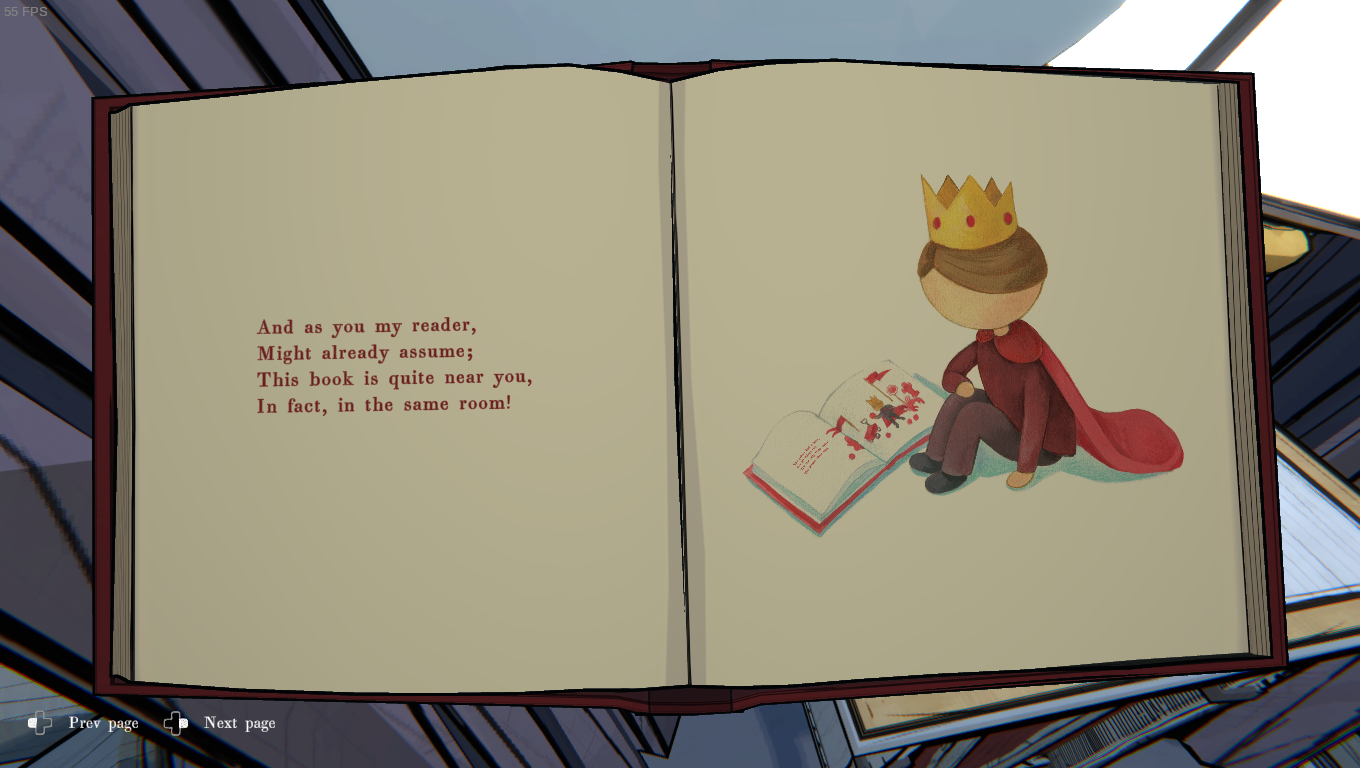 55 FPS
And as you my reader,
Might already assume;
This book is quite near you,
In fact, in the same room!
Prev page
Next page